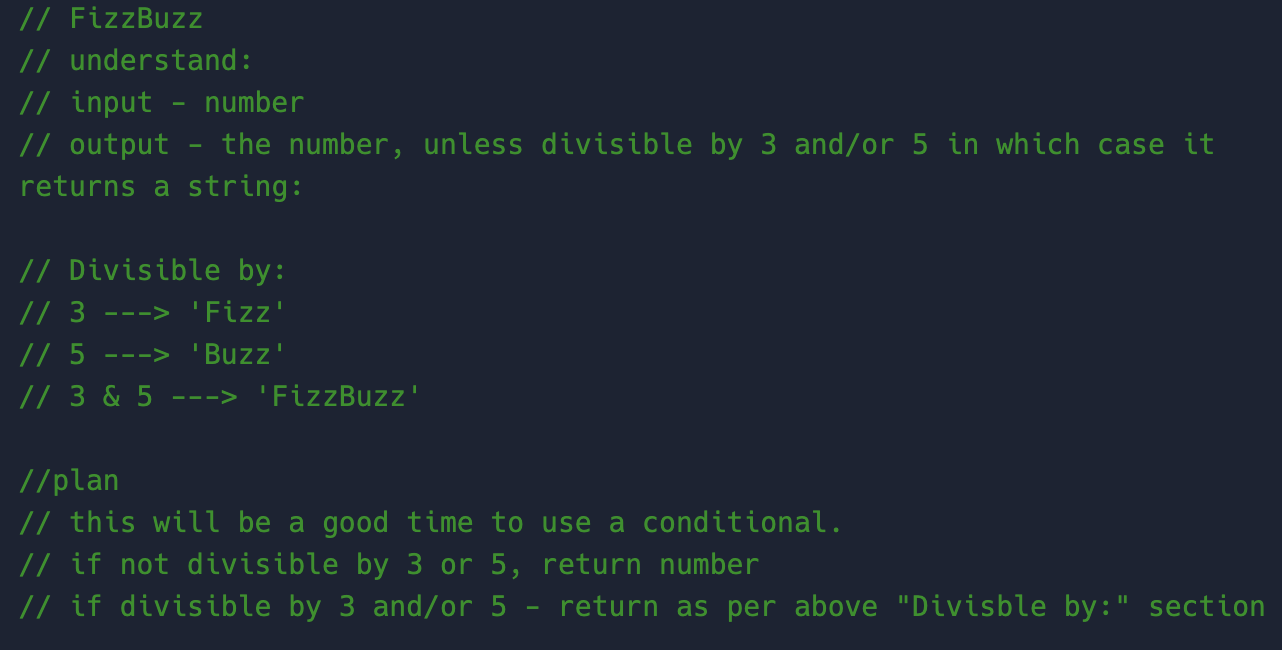 // FizzBuzz
// understand:
// input - number
// output - the number, unless divisible by 3 and/or 5 in which case it
returns a string:
// Divisible by:
// 3 ---> 'Fizz'
// 5 ---> 'Buzz'
// 3 & 5 ---> 'FizzBuzz'
//plan
// this will be a good time to use a conditional.
// if not divisible by 3 or 5, return number
// if divisible by 3 and/or 5 - return as per above "Divisble by:" section